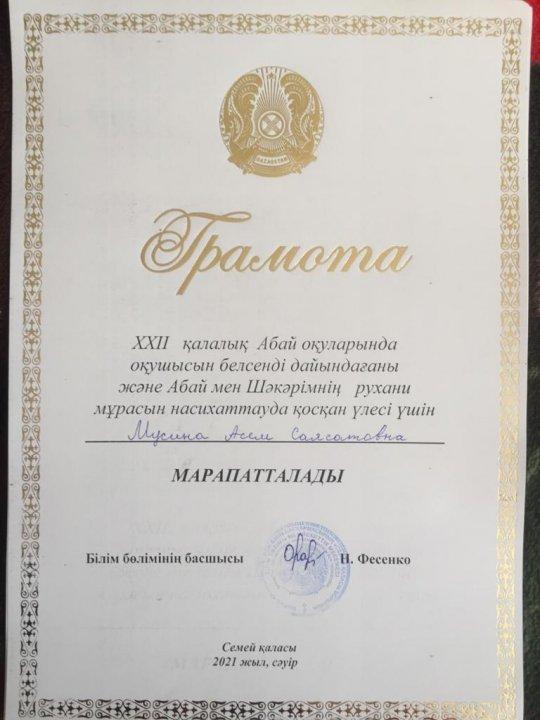 ҚАЗАҚСТАН
Грамота
XXII қалалық Абай оқуларында
оқушысын белсенді дайындағаны
және Абай мен Шәкәрімнің рухани
мұрасын насихаттауда қосқан үлесі үшін
Мусина Асем Саясатовна
МАРАПАТТАЛАДЫ
Білім бөлімінің басшысы Н. Фесенко
Семей қаласы
2021 жыл, сәуір